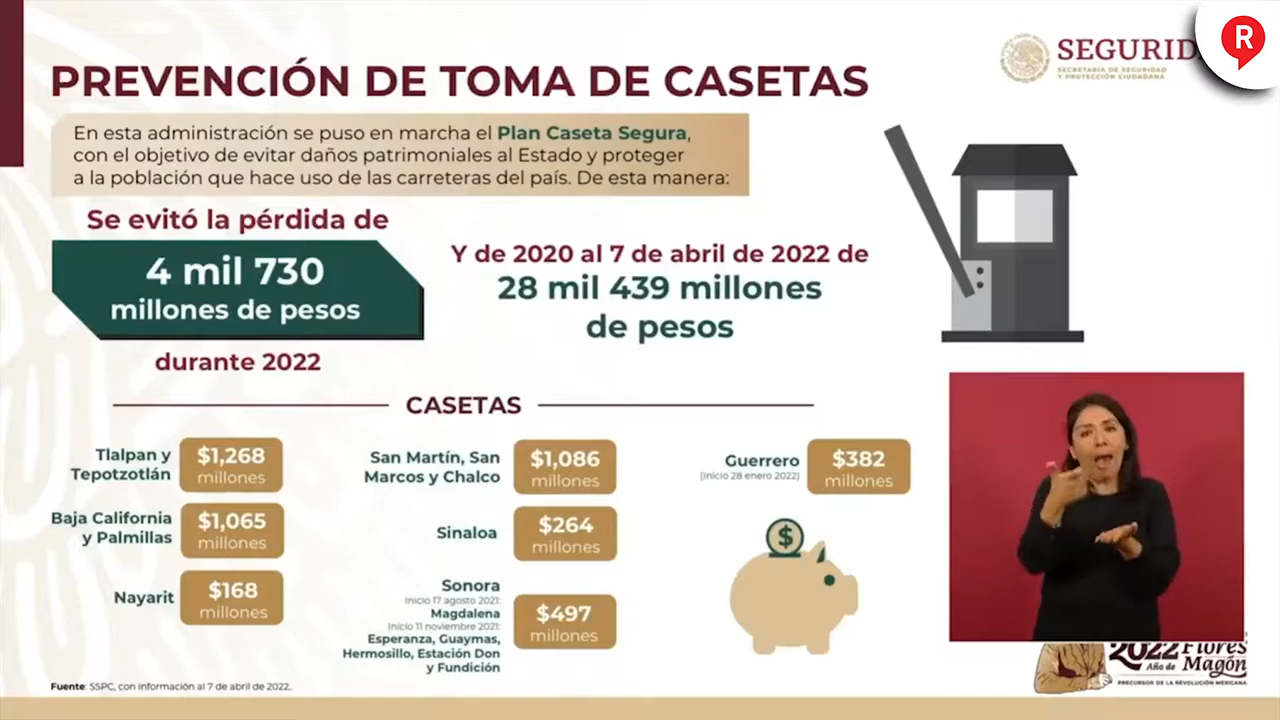 SEGURID
SECRETARÍA DE SEGURIDAD
Y PROTECCIÓN CIUDADANA
R
PREVENCIÓN DE TOMA DE CASETAS
En esta administración se puso en marcha el Plan Caseta Segura,
con el objetivo de evitar daños patrimoniales al Estado y proteger
a la población que hace uso de las carreteras del país. De esta manera:
Se evitó la pérdida de
4 mil 730
millones de pesos
durante 2022
Y de 2020 al 7 de abril de 2022 de
28 mil 439 millones
de pesos
CASETAS
Tlalpan y
Tepotzotlán
$1,268
millones
Baja California
y Palmillas
$1,065
millones
Nayarit
$168
millones
San Martín, San
Marcos y Chalco
$1,086
millones
Sinaloa
$264
millones
Sonora
Inicio 17 agosto 2021:
Magdalena
Inicio 11 noviembre 2021:
Esperanza, Guaymas,
Hermosillo, Estación Don
y Fundición
$497
millones
Guerrero
(Inicio 28 enero 2022)
$382
millones
$
Fuente: SSPC, con información al 7 de abril de 2022.
2022 Flores
Año de Magón
PRECURSOR DE LA REVOLUCIÓN MEXICANA